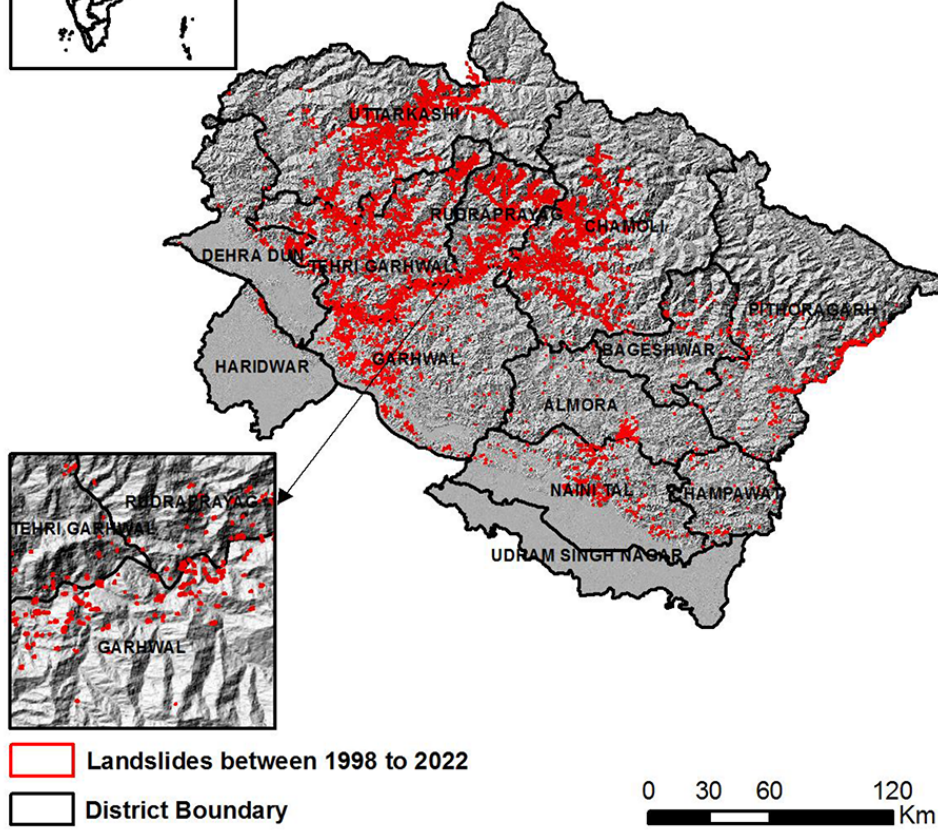 UTTARKASHI
RUDRAPRAYAG
CHAMOLI
DEHRA DUN
TEHRI GARHWAL
PITHORAGARH
BAGESHWAR
HARIDWAR
GARHWAL
ALMORA
NAINI TAL
CHAMPAWAT
UDRAM SINGH NAGAR
RUDRAPRAYAG
TEHRI GARHWAL
GARHWAL
Landslides between 1998 to 2022
District Boundary
0 30 60 120
Km